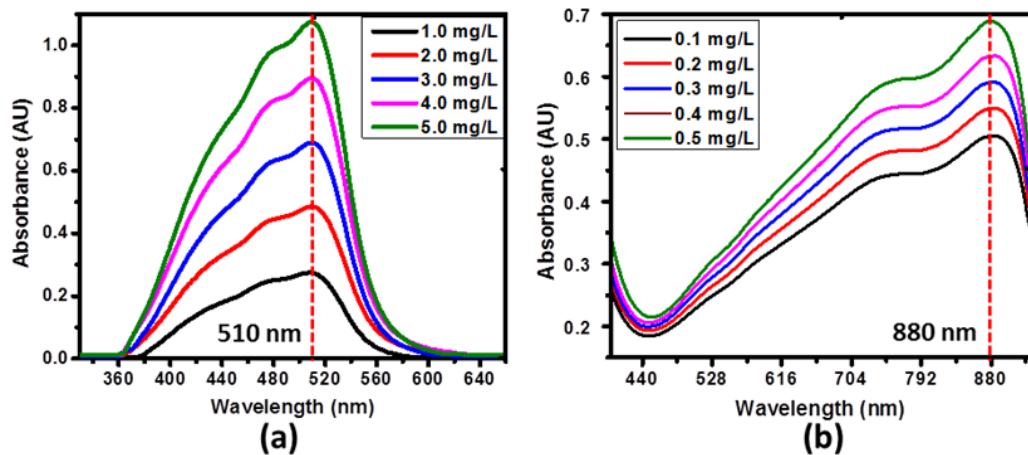 1.0 mg/L
2.0 mg/L
3.0 mg/L
4.0 mg/L
5.0 mg/L
1.0
0.8
0.6
0.4
0.2
0.0
Absorbance (AU)
510 nm
360 400 440 480 520 560 600 640
Wavelength (nm)
(a)
0.1 mg/L
0.2 mg/L
0.3 mg/L
0.4 mg/L
0.5 mg/L
0.7
0.6
0.5
0.4
0.3
0.2
Absorbance (AU)
880 nm
440 528 616 704 792 880
Wavelength (nm)
(b)